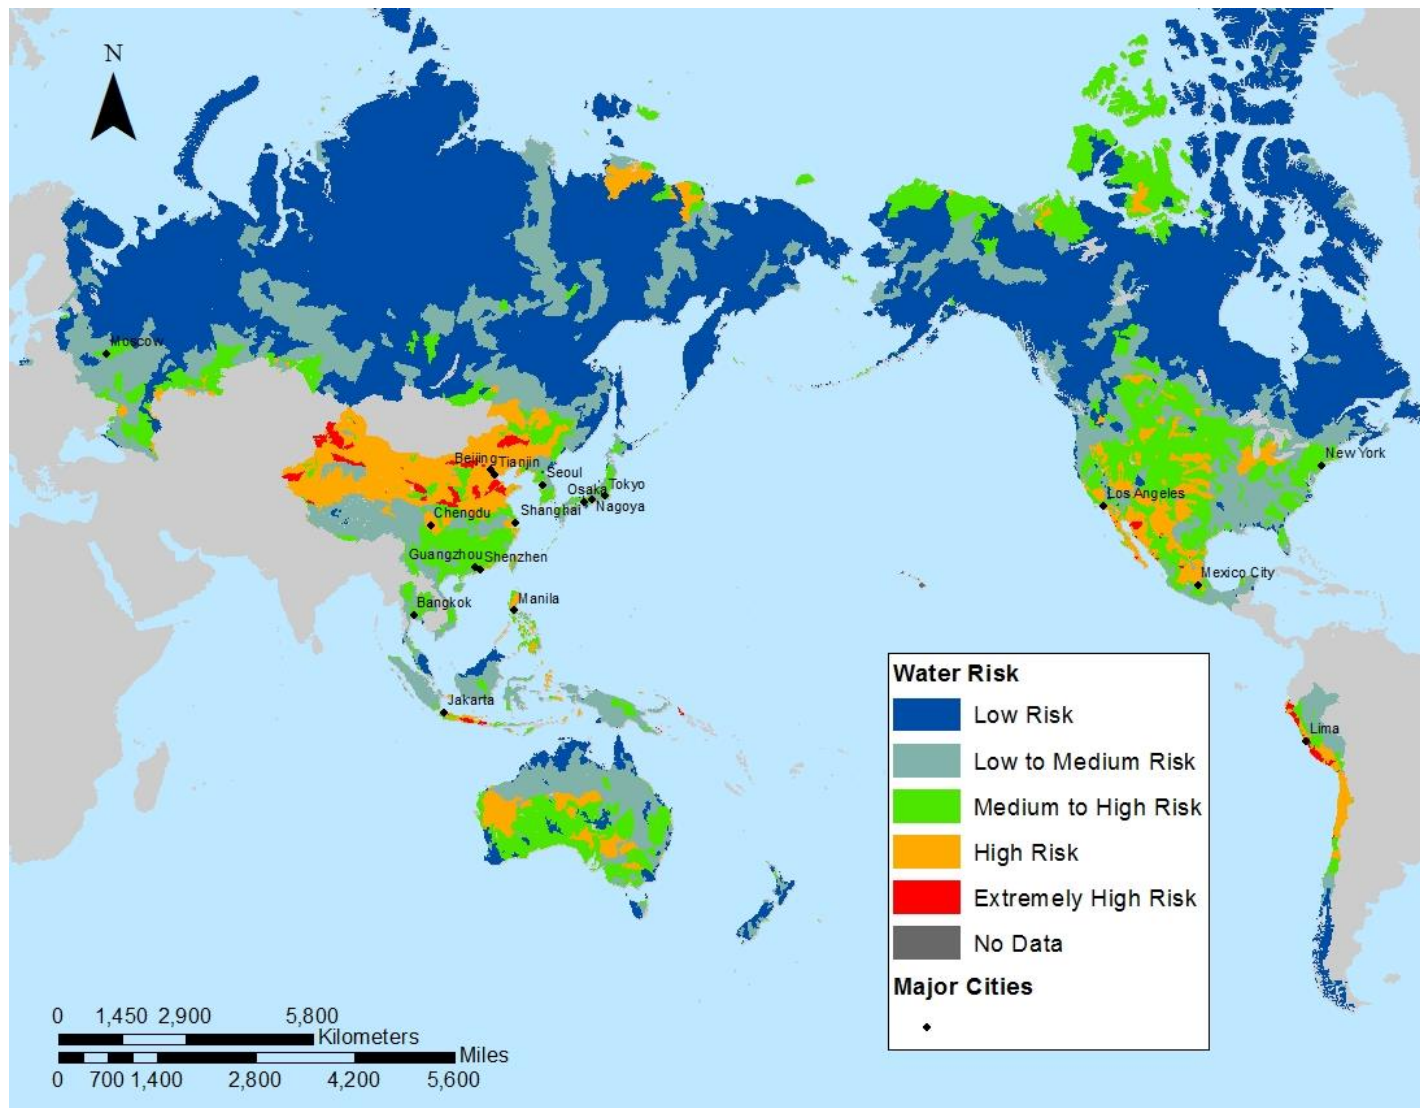 N
Moscow
Beijing
Tianjin
Seoul
Osaka
Tokyo
Nagoya
Shanghai
Chengdu
Guangzhou
Shenzhen
Bangkok
Manila
Jakarta
New York
Los Angeles
Mexico City
Lima
Water Risk
Low Risk
Low to Medium Risk
Medium to High Risk
High Risk
Extremely High Risk
No Data
Major Cities
0 1,450 2,900 5,800
Kilometers
Miles
0 700 1,400 2,800 4,200 5,600